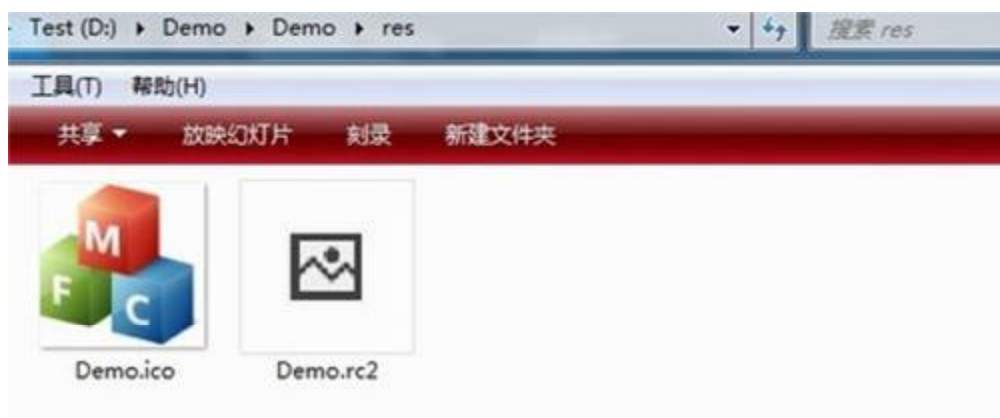 Test (D:) ▸ Demo ▸ Demo ▸ res 搜索 res
工具(T) 帮助(H)
共享 放映幻灯片 刻录 新建文件夹
M
F C
Demo.ico Demo.rc2